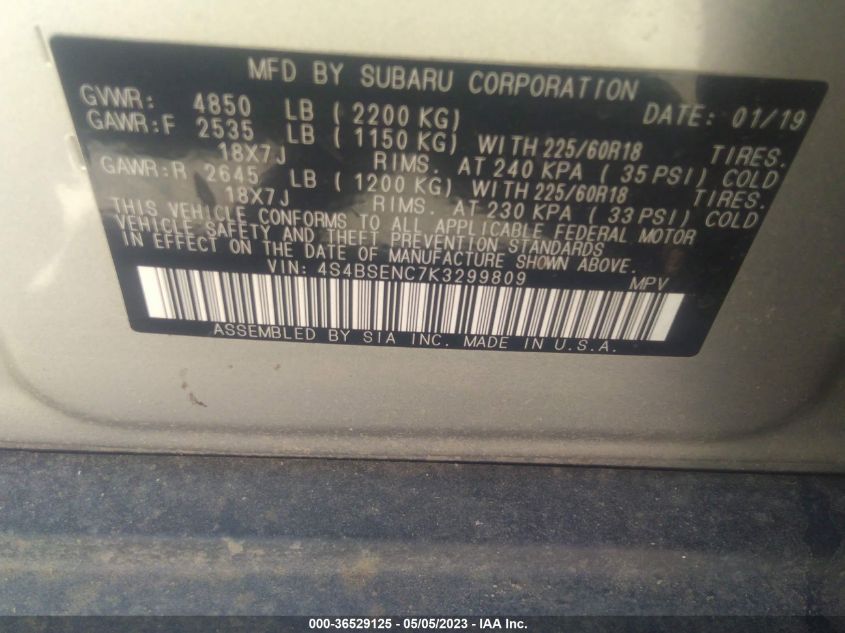 MFD BY SUBARU CORPORATION
GVWR: 4850 LB ( 2200 KG) DATE: 01/19
GAWR:F 2535 LB ( 1150 KG) WITH 225/60R18 TIRES.
18X7J RIMS. AT 240 KPA ( 35 PSI) COLD
GAWR:R 2645 LB ( 1200 KG) WITH 225/60R18 TIRES.
18X7J RIMS. AT 230 KPA ( 33 PSI) COLD
THIS VEHICLE CONFORMS TO ALL APPLICABLE FEDERAL MOTOR
VEHICLE SAFETY AND THEFT PREVENTION STANDARDS
IN EFFECT ON THE DATE OF MANUFACTURE SHOWN ABOVE.
VIN: 4S4BSENC7K3299809 MPV
ASSEMBLED BY SIA INC. MADE IN U.S.A.
000-36529125 - 05/05/2023 - IAA Inc.